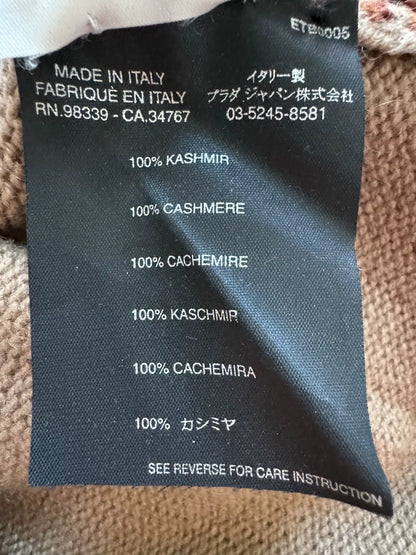 MADE IN ITALY
FABRIQUÉ EN ITALY
RN.98339 - CA.34767
イタリー製
プラダ ジャパン株式会社
03-5245-8581
100% KASHMIR
100% CASHMERE
100% CACHEMIRE
100% KASCHMIR
100% CACHEMIRA
100% カシミヤ
SEE REVERSE FOR CARE INSTRUCTION